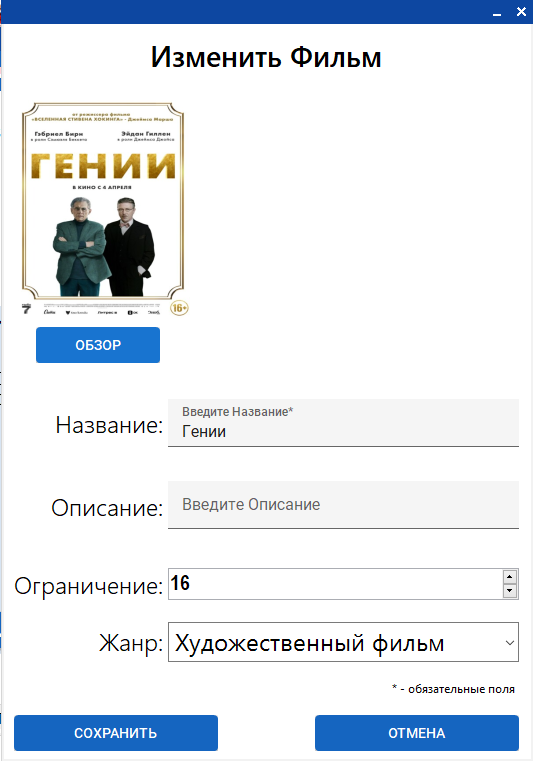 Изменить Фильм
от режиссера фильма
«ВСЕЛЕННАЯ СТИВЕНА ХОКИНГА» - Джеймса Марша
Гэбриел Бирн
в роли Сэмюэля Беккета
Эйдан Гиллен
в роли Джеймса Джойса
ГЕНИИ
В КИНО С 4 АПРЕЛЯ
7
16+
ОБЗОР
Название:
Введите Название*
Гении
Описание:
Введите Описание
Ограничение:
16
Жанр:
Художественный фильм
* - обязательные поля
СОХРАНИТЬ
ОТМЕНА